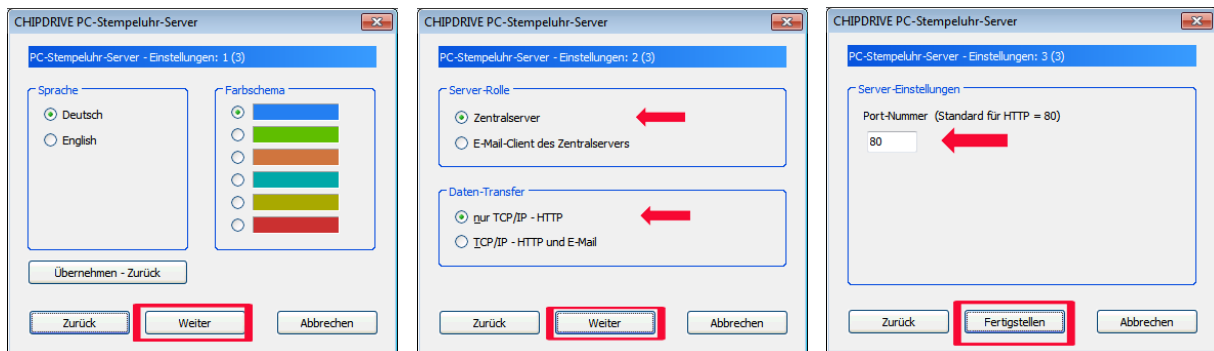 CHIPDRIVE PC-Stempeluhr-Server
PC-Stempeluhr-Server - Einstellungen: 1 (3)
Sprache
Deutsch
English
Farbschema
Übernehmen - Zurück
Zurück
Weiter
Abbrechen
CHIPDRIVE PC-Stempeluhr-Server
PC-Stempeluhr-Server - Einstellungen: 2 (3)
Server-Rolle
Zentralserver
E-Mail-Client des Zentralservers
Daten-Transfer
nur TCP/IP - HTTP
TCP/IP - HTTP und E-Mail
Zurück
Weiter
Abbrechen
CHIPDRIVE PC-Stempeluhr-Server
PC-Stempeluhr-Server - Einstellungen: 3 (3)
Server-Einstellungen
Port-Nummer (Standard für HTTP = 80)
80
Zurück
Fertigstellen
Abbrechen